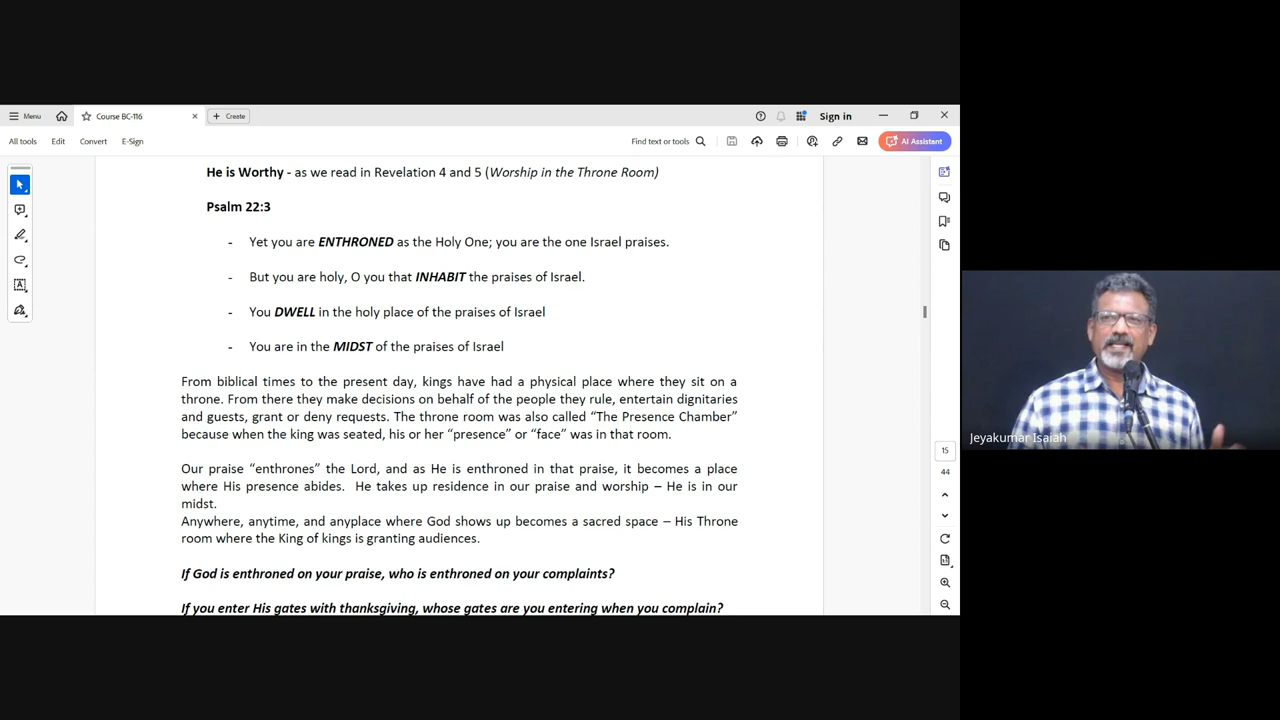 Menu
Course BC-116
Create
Sign in
All tools
Edit
Convert
E-Sign
Find text or tools
AI Assistant
He is Worthy - as we read in Revelation 4 and 5 (Worship in the Throne Room)
Psalm 22:3
- Yet you are ENTHRONED as the Holy One; you are the one Israel praises.
- But you are holy, O you that INHABIT the praises of Israel.
- You DWELL in the holy place of the praises of Israel
- You are in the MIDST of the praises of Israel
From biblical times to the present day, kings have had a physical place where they sit on a
throne. From there they make decisions on behalf of the people they rule, entertain dignitaries
and guests, grant or deny requests. The throne room was also called “The Presence Chamber”
because when the king was seated, his or her “presence” or “face” was in that room.
Our praise “enthrones” the Lord, and as He is enthroned in that praise, it becomes a place
where His presence abides. He takes up residence in our praise and worship – He is in our
midst.
Anywhere, anytime, and anyplace where God shows up becomes a sacred space – His Throne
room where the King of kings is granting audiences.
If God is enthroned on your praise, who is enthroned on your complaints?
If you enter His gates with thanksgiving, whose gates are you entering when you complain?
15
44
Jeyakumar Isaiah